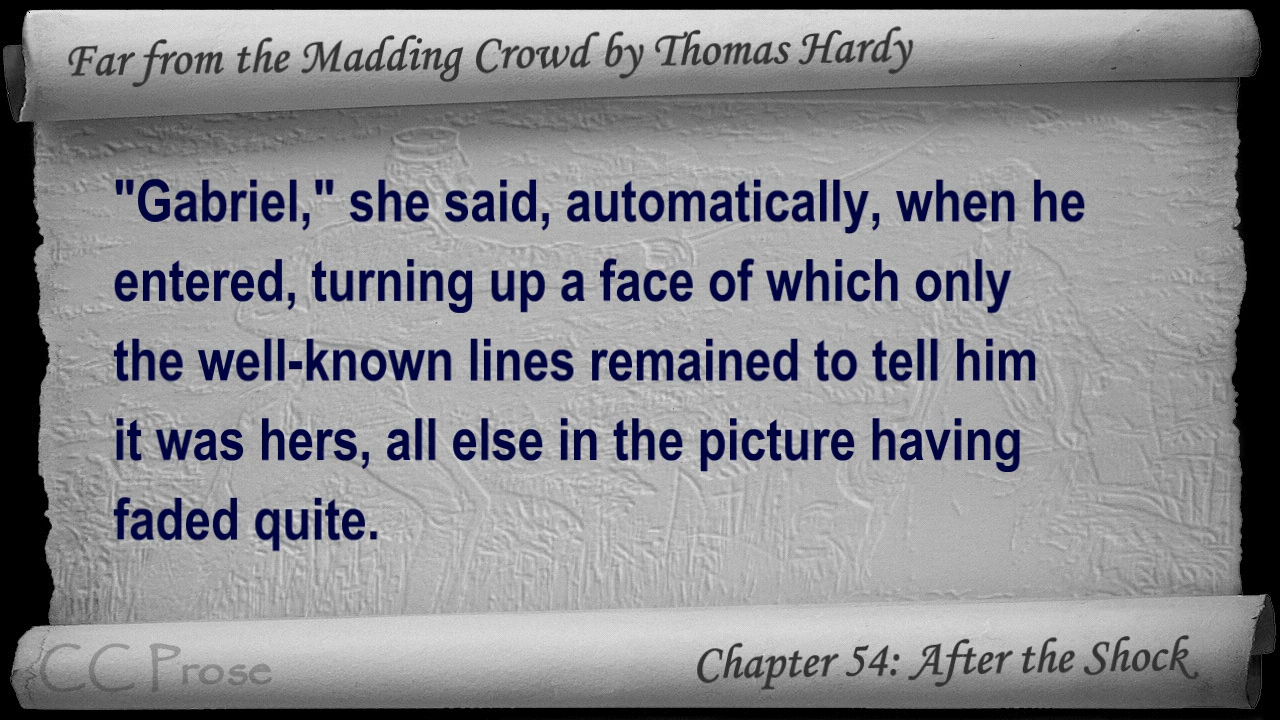 Far from the Madding Crowd by Thomas Hardy
"Gabriel," she said, automatically, when he
entered, turning up a face of which only
the well-known lines remained to tell him
it was hers, all else in the picture having
faded quite.
CC Prose
Chapter 54: After the Shock